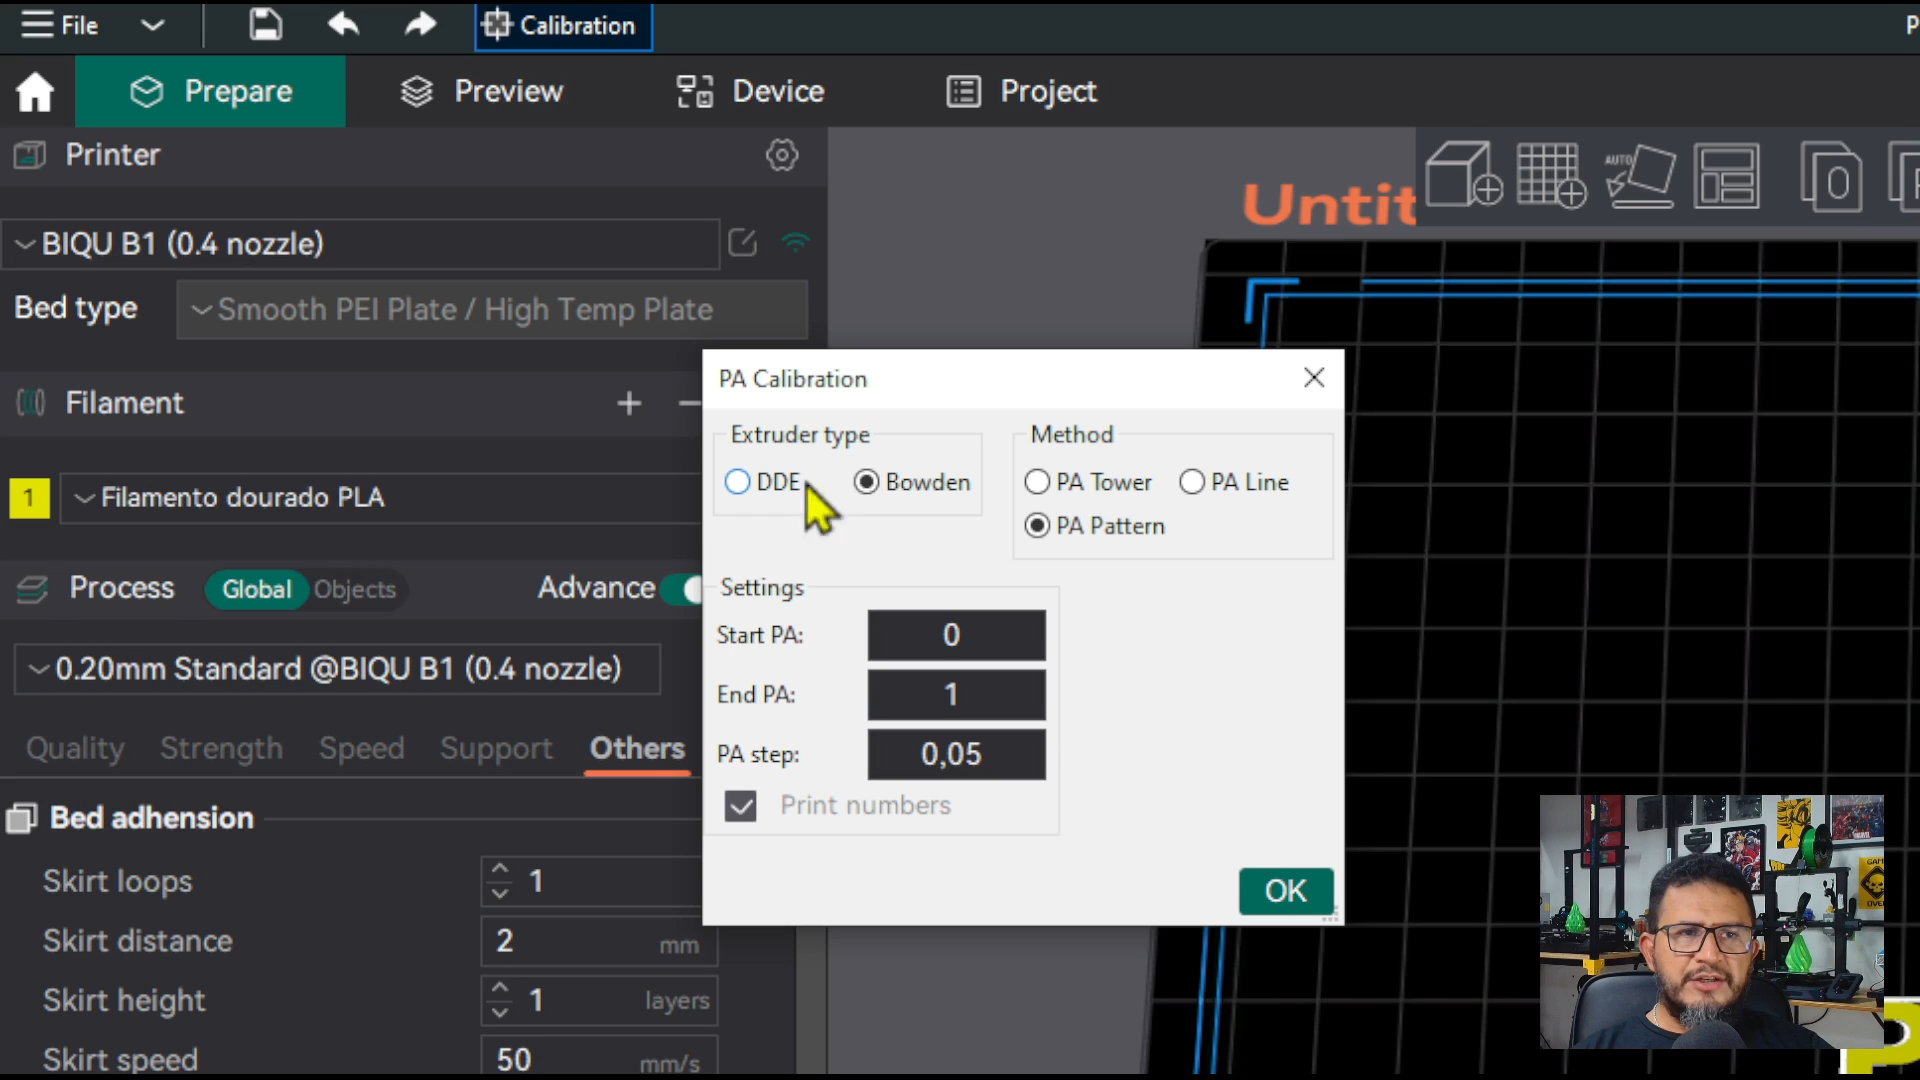 File
Calibration
Prepare
Preview
Device
Project
Printer
BIQU B1 (0.4 nozzle)
Bed type
Smooth PEI Plate / High Temp Plate
Filament
1
Filamento dourado PLA
Process
Global
Objects
Advance
0.20mm Standard @BIQU B1 (0.4 nozzle)
Quality
Strength
Speed
Support
Others
Bed adhension
Skirt loops
1
Skirt distance
2 mm
Skirt height
1 layers
Skirt speed
50 mm/s
Untit
AUTO
0
PA Calibration
Extruder type
DDE
Bowden
Method
PA Tower
PA Line
PA Pattern
Settings
Start PA:
0
End PA:
1
PA step:
0,05
Print numbers
OK